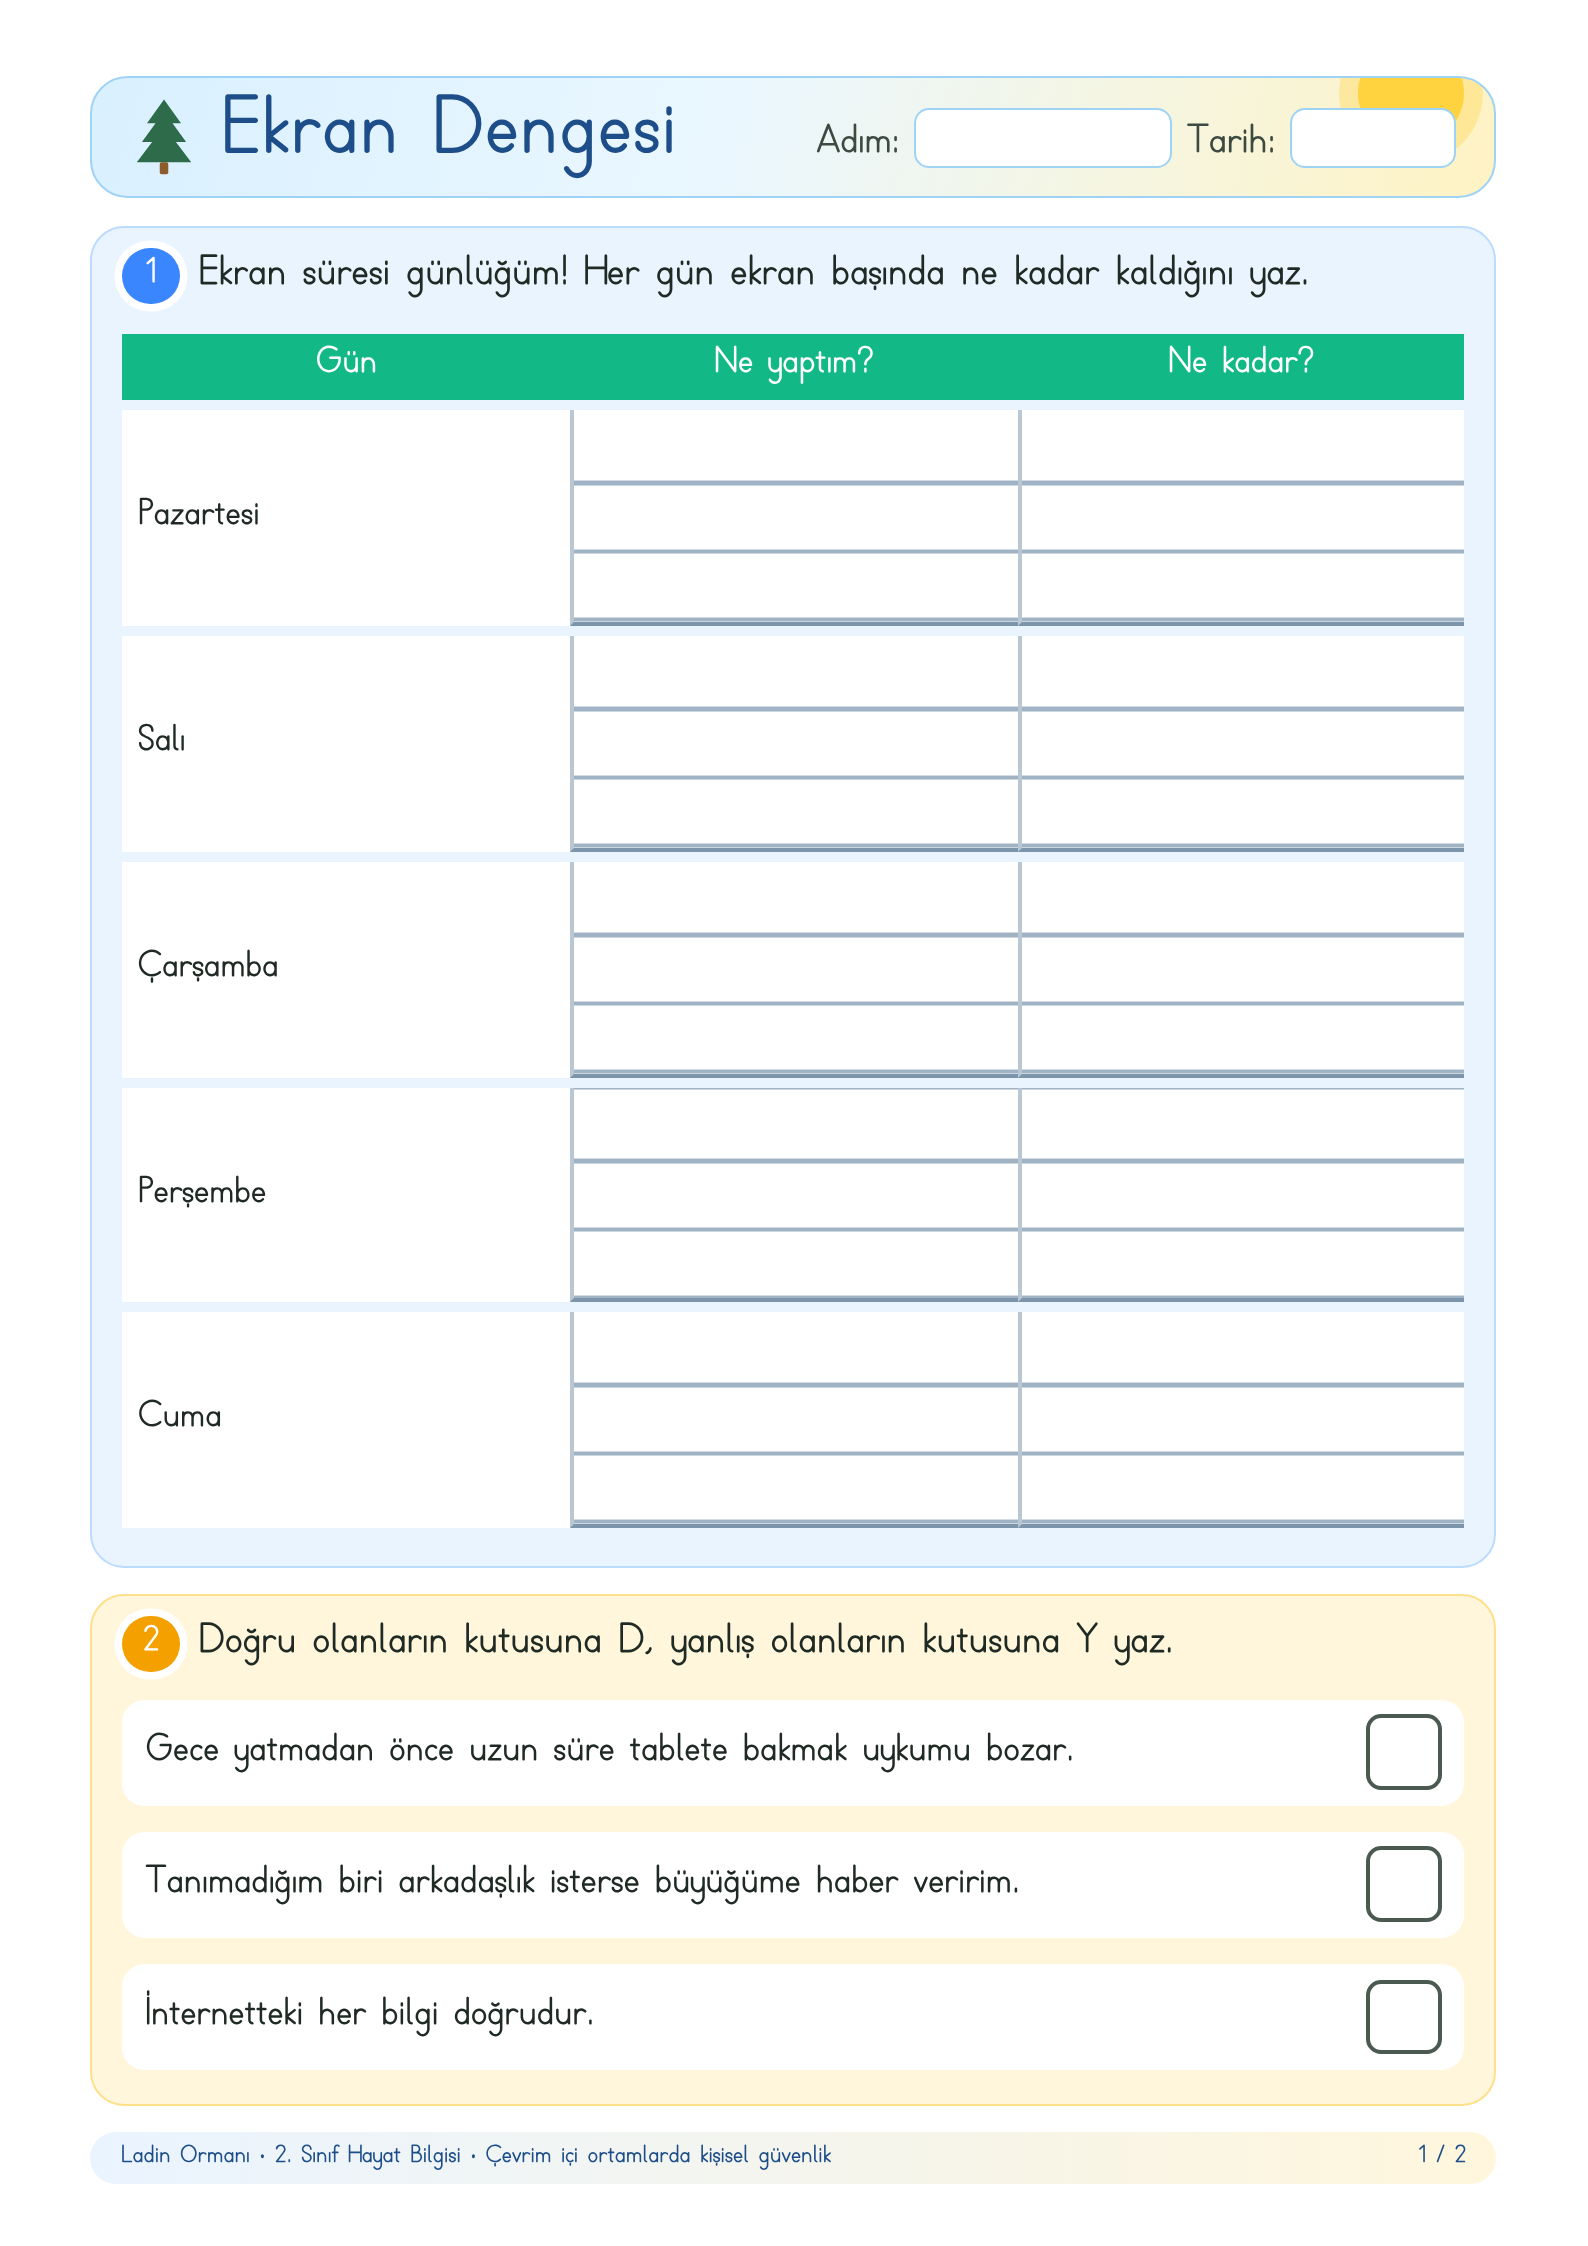 Ekran Dengesi
Adım:
Tarih:
1 Ekran süresi günlüğüm! Her gün ekran başında ne kadar kaldığını yaz.
Gün Ne yaptım? Ne kadar?
Pazartesi
Salı
Çarşamba
Perşembe
Cuma
2 Doğru olanların kutusuna D, yanlış olanların kutusuna Y yaz.
Gece yatmadan önce uzun süre tablete bakmak uykumu bozar.
Tanımadığım biri arkadaşlık isterse büyüğüme haber veririm.
İnternetteki her bilgi doğrudur.
Ladin Ormanı • 2. Sınıf Hayat Bilgisi • Çevrim içi ortamlarda kişisel güvenlik 1 / 2